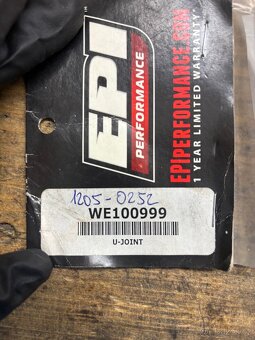 EPI
PERFORMANCE
EPIPERFORMANCE.COM
1 YEAR LIMITED WARRANTY
1205-0252
WE100999
U-JOINT